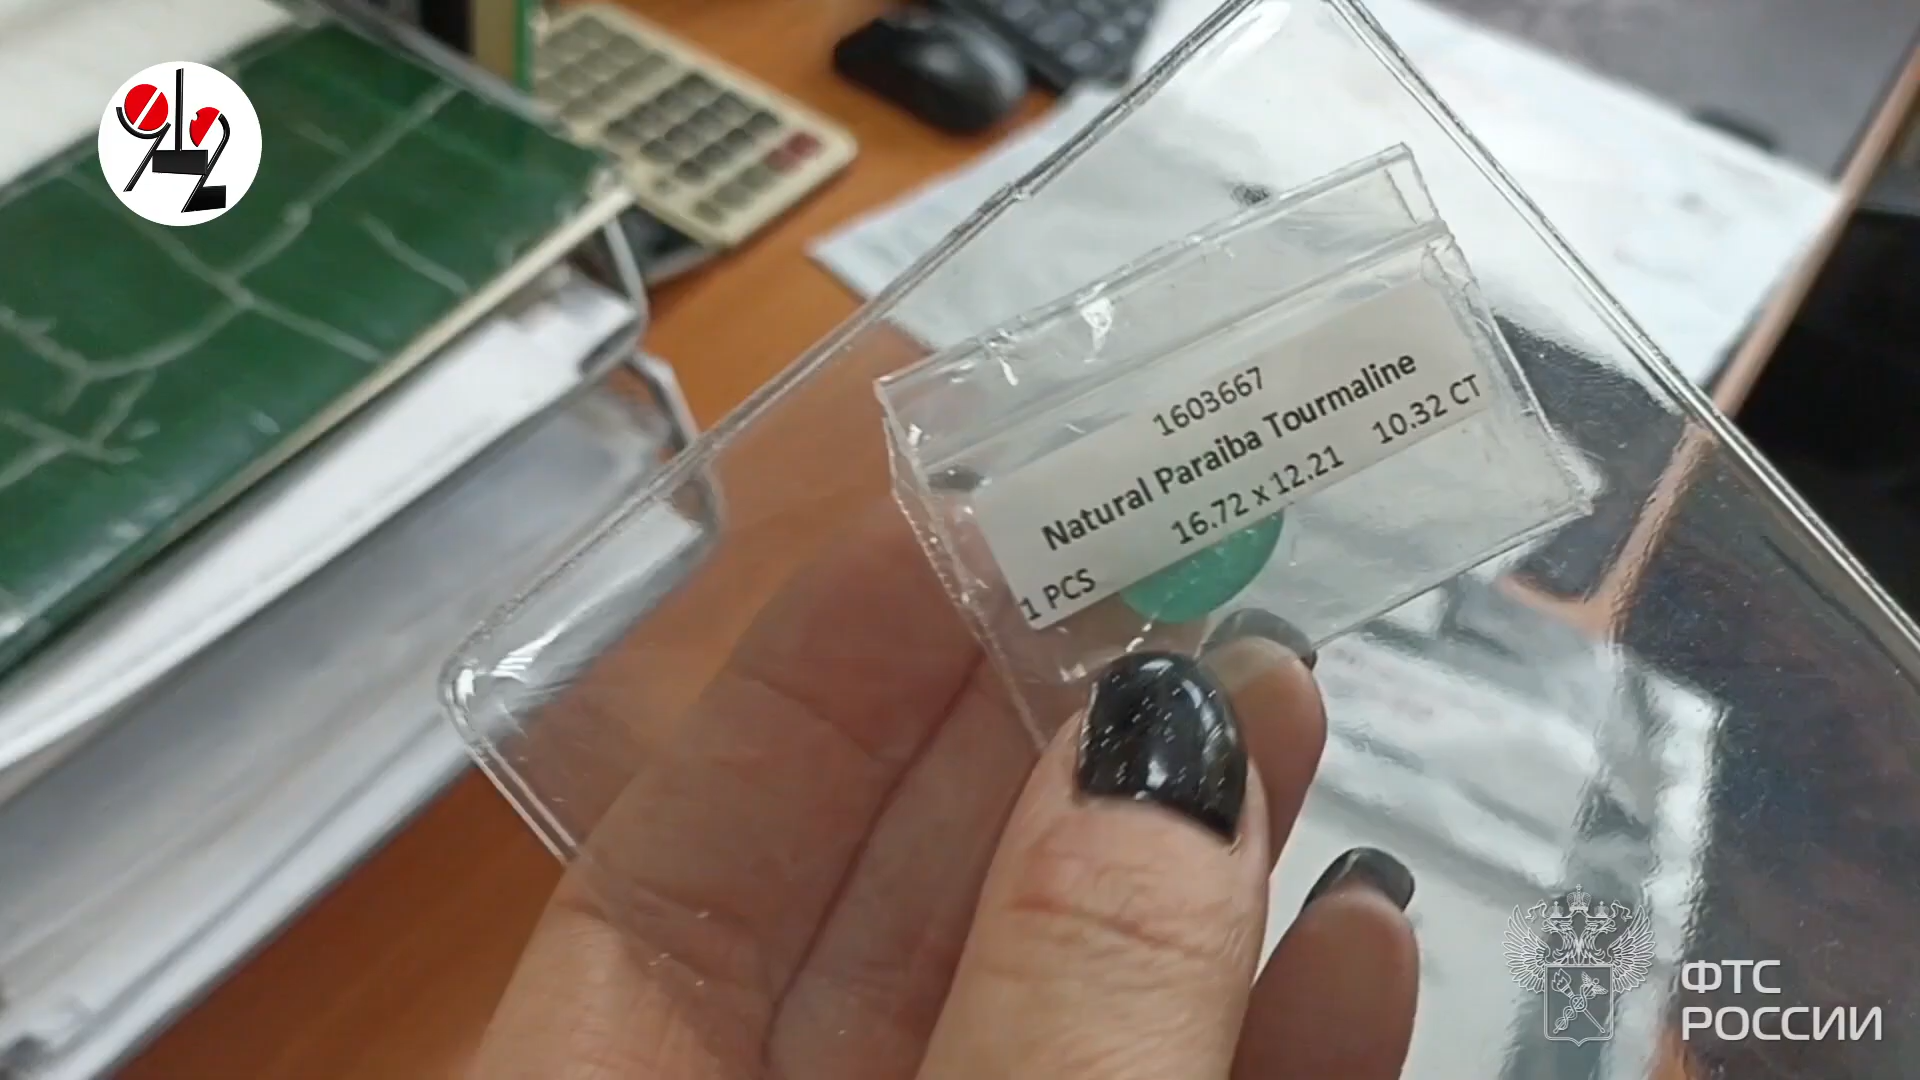 1603667
Natural Paraiba Tourmaline
16.72 x 12.21 10.32 CT
1 PCS
ФТС
РОССИИ